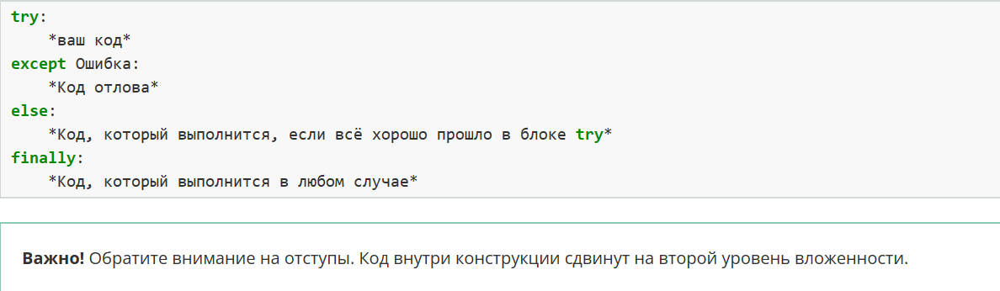 try:
    *ваш код*
except Ошибка:
    *Код отлова*
else:
    *Код, который выполнится, если всё хорошо прошло в блоке try*
finally:
    *Код, который выполнится в любом случае*
Важно! Обратите внимание на отступы. Код внутри конструкции сдвинут на второй уровень вложенности.